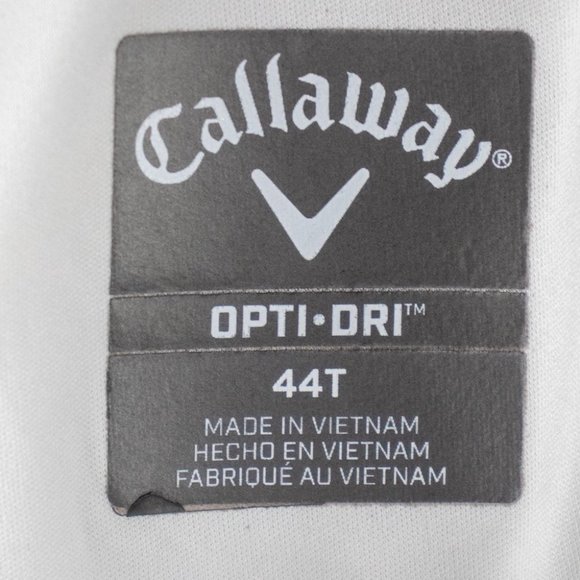 Callaway®
OPTI•DRI™
44T
MADE IN VIETNAM
HECHO EN VIETNAM
FABRIQUÉ AU VIETNAM